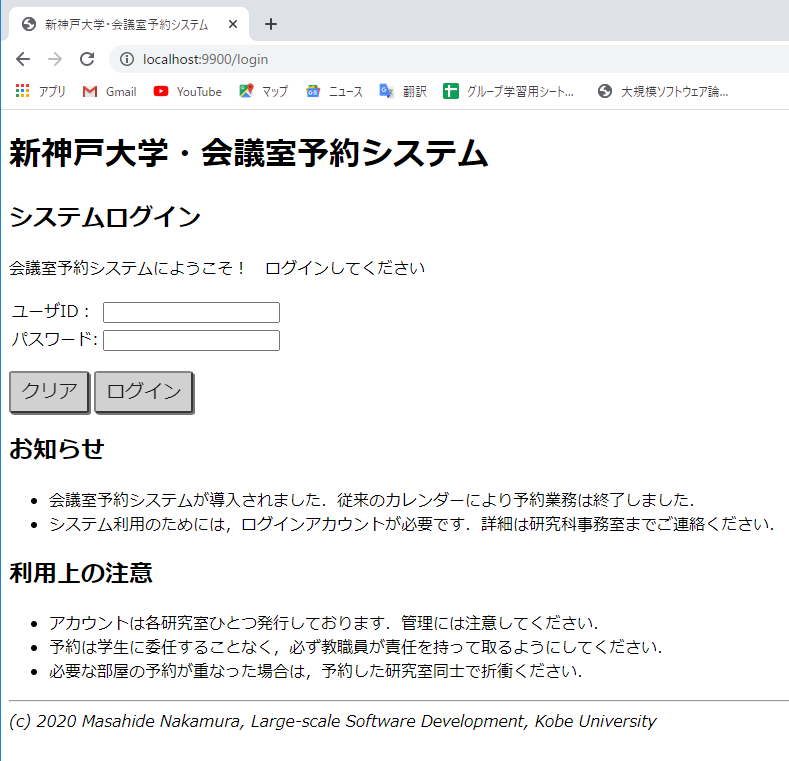 新神戸大学・会議室予約システム
localhost:9900/login
アプリ Gmail YouTube マップ ニュース 翻訳 グループ学習用シート... 大規模ソフトウェア論...
新神戸大学・会議室予約システム
システムログイン
会議室予約システムにようこそ！　ログインしてください
ユーザID：
パスワード:
クリア ログイン
お知らせ
• 会議室予約システムが導入されました．従来のカレンダーにより予約業務は終了しました．
• システム利用のためには，ログインアカウントが必要です．詳細は研究科事務室までご連絡ください．
利用上の注意
• アカウントは各研究室ひとつ発行しております．管理には注意してください．
• 予約は学生に委任することなく，必ず教職員が責任を持って取るようにしてください．
• 必要な部屋の予約が重なった場合は，予約した研究室同士で折衝ください．
(c) 2020 Masahide Nakamura, Large-scale Software Development, Kobe University